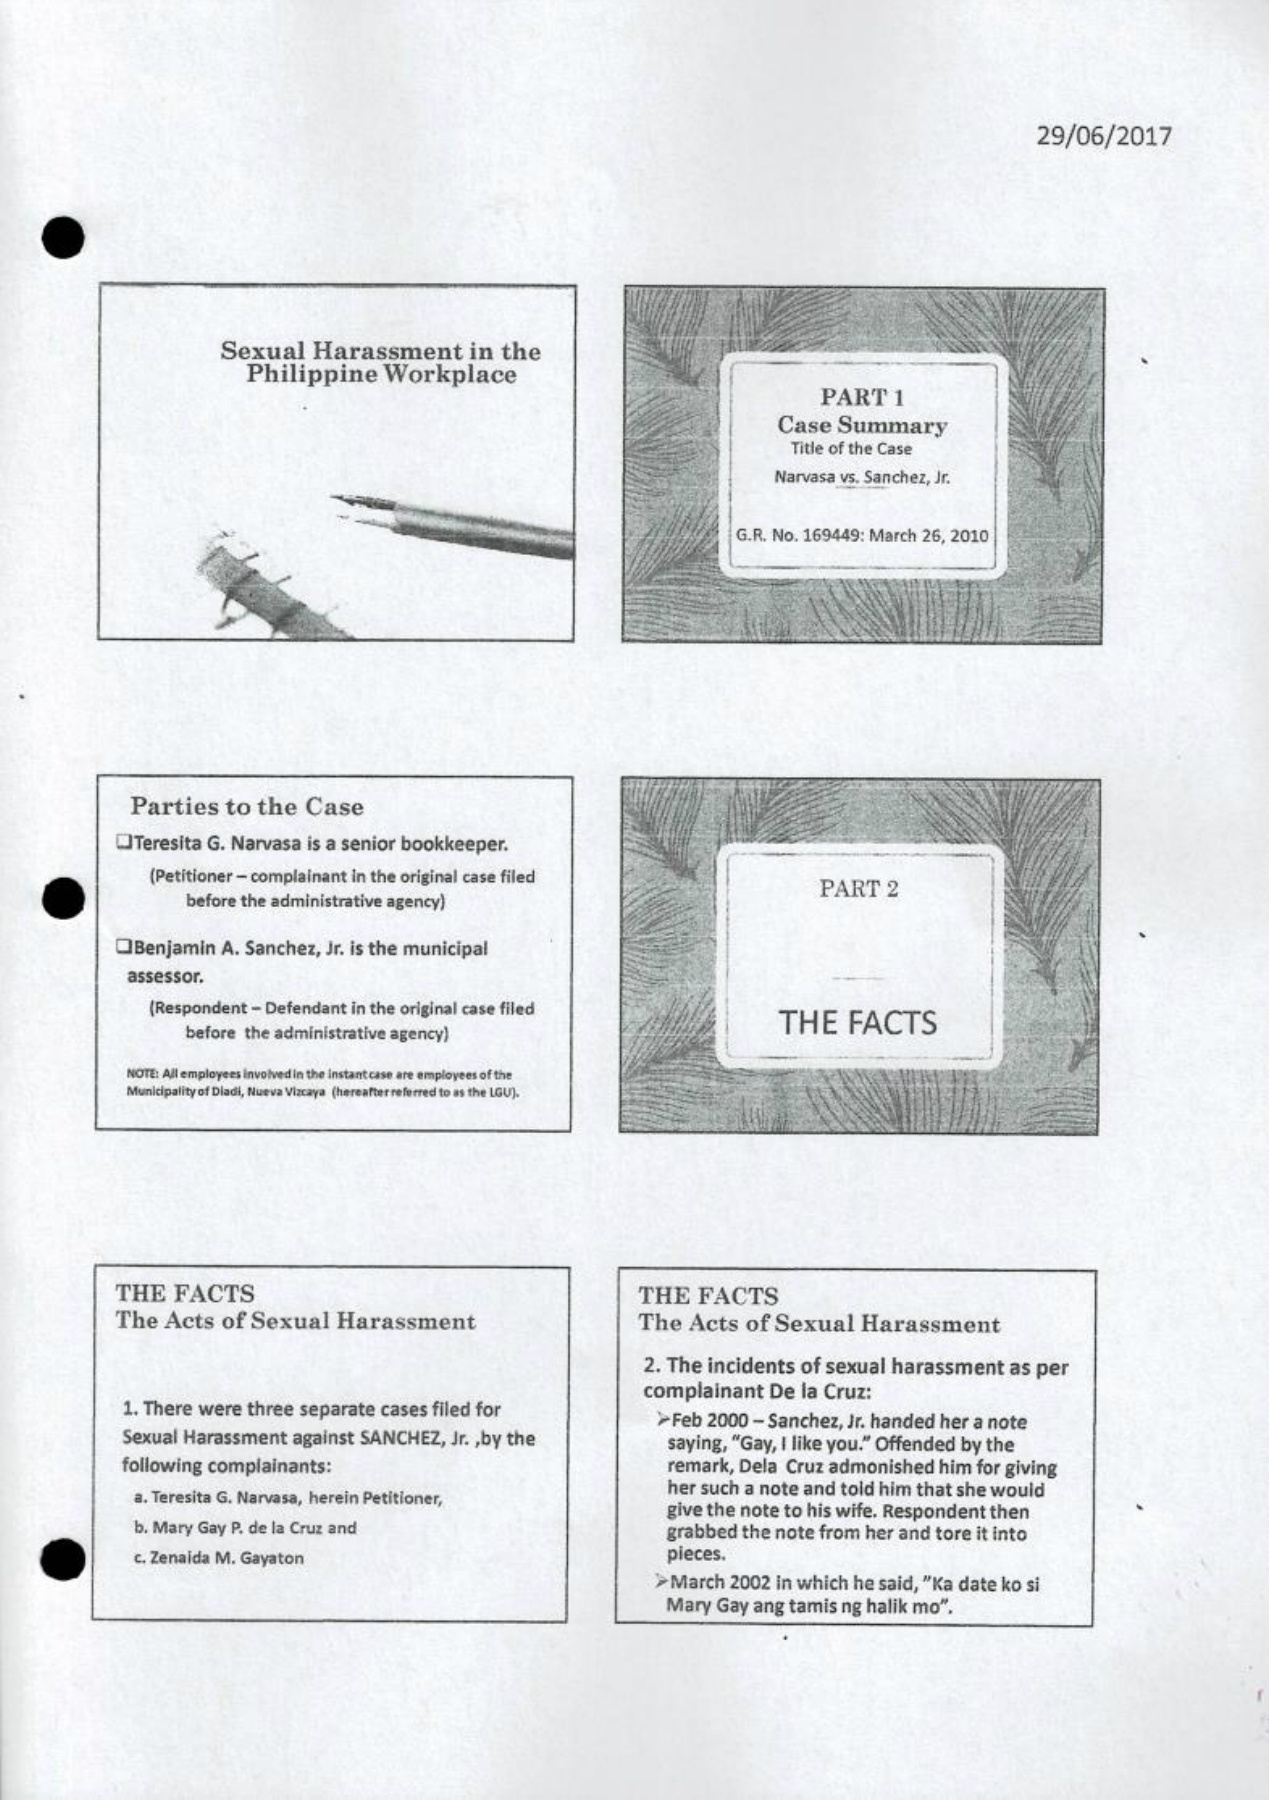 29/06/2017
Sexual Harassment in the
Philippine Workplace
PART 1
Case Summary
Title of the Case
Narvasa vs. Sanchez, Jr.
G.R. No. 169449: March 26, 2010
Parties to the Case
❑Teresita G. Narvasa is a senior bookkeeper.
(Petitioner – complainant in the original case filed
before the administrative agency)
❑Benjamin A. Sanchez, Jr. is the municipal
assessor.
(Respondent – Defendant in the original case filed
before the administrative agency)
NOTE: All employees involved in the instant case are employees of the
Municipality of Diadi, Nueva Vizcaya (hereafter referred to as the LGU).
PART 2
THE FACTS
THE FACTS
The Acts of Sexual Harassment
1. There were three separate cases filed for
Sexual Harassment against SANCHEZ, Jr. ,by the
following complainants:
a. Teresita G. Narvasa, herein Petitioner,
b. Mary Gay P. de la Cruz and
c. Zenaida M. Gayaton
THE FACTS
The Acts of Sexual Harassment
2. The incidents of sexual harassment as per
complainant De la Cruz:
➢Feb 2000 – Sanchez, Jr. handed her a note
saying, “Gay, I like you.” Offended by the
remark, Dela Cruz admonished him for giving
her such a note and told him that she would
give the note to his wife. Respondent then
grabbed the note from her and tore it into
pieces.
➢March 2002 in which he said, ”Ka date ko si
Mary Gay ang tamis ng halik mo”.